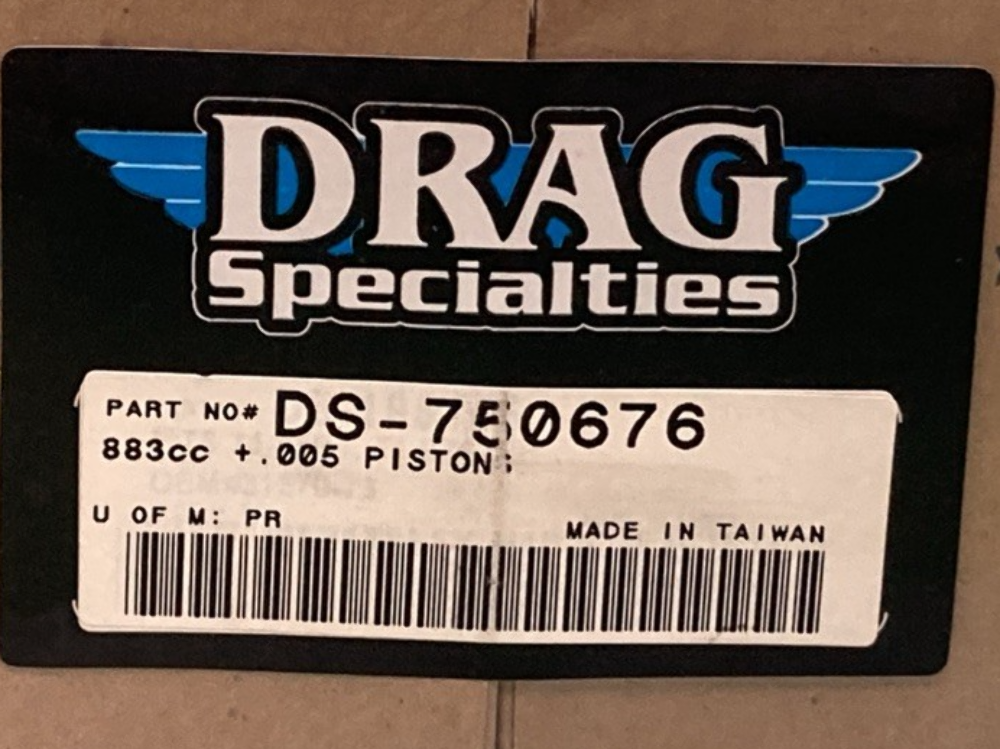 DRAG
Specialties
PART NO# DS-750676
883cc +.005 PISTONS
U OF M: PR
MADE IN TAIWAN